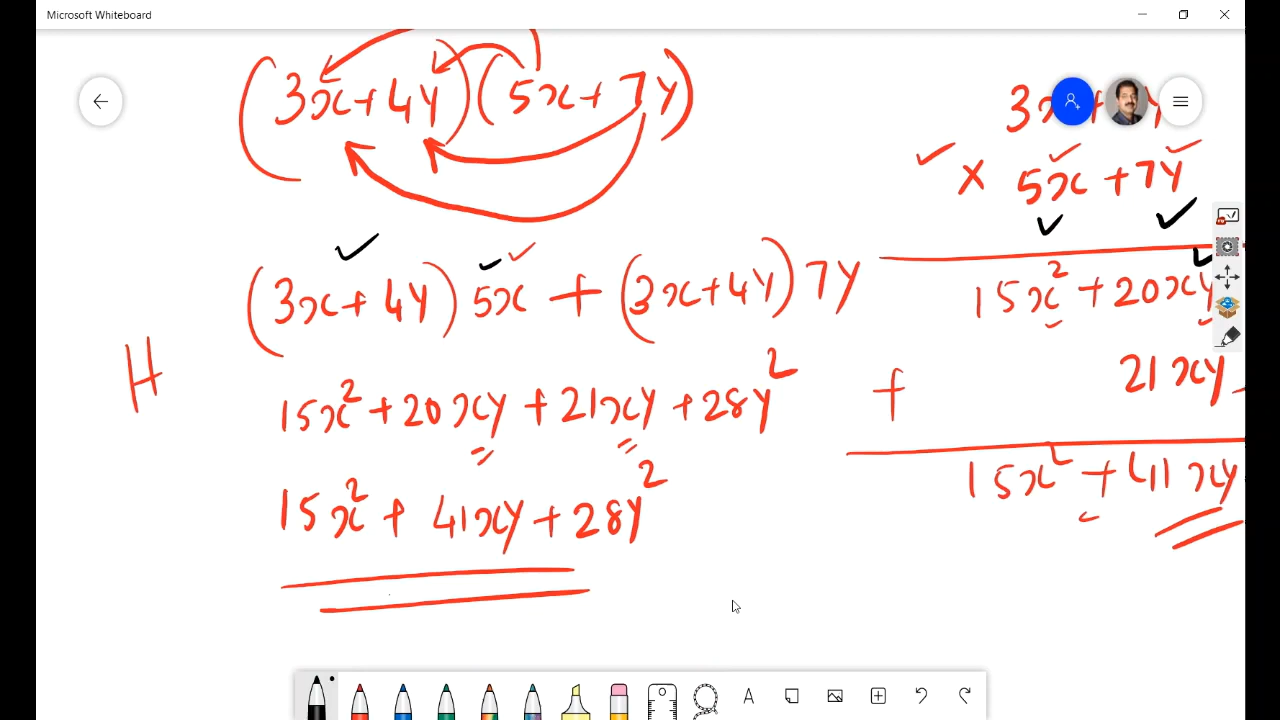 Microsoft Whiteboard
(3x+4y)(5x+7y)
(3x+4y) 5x + (3x+4y) 7y
H
15x²+20xy+21xy+28y²
15x²+41xy+28y²
3x+
× 5x+7y
15x²+20xy
+ 21xy
15x²+41xy
A